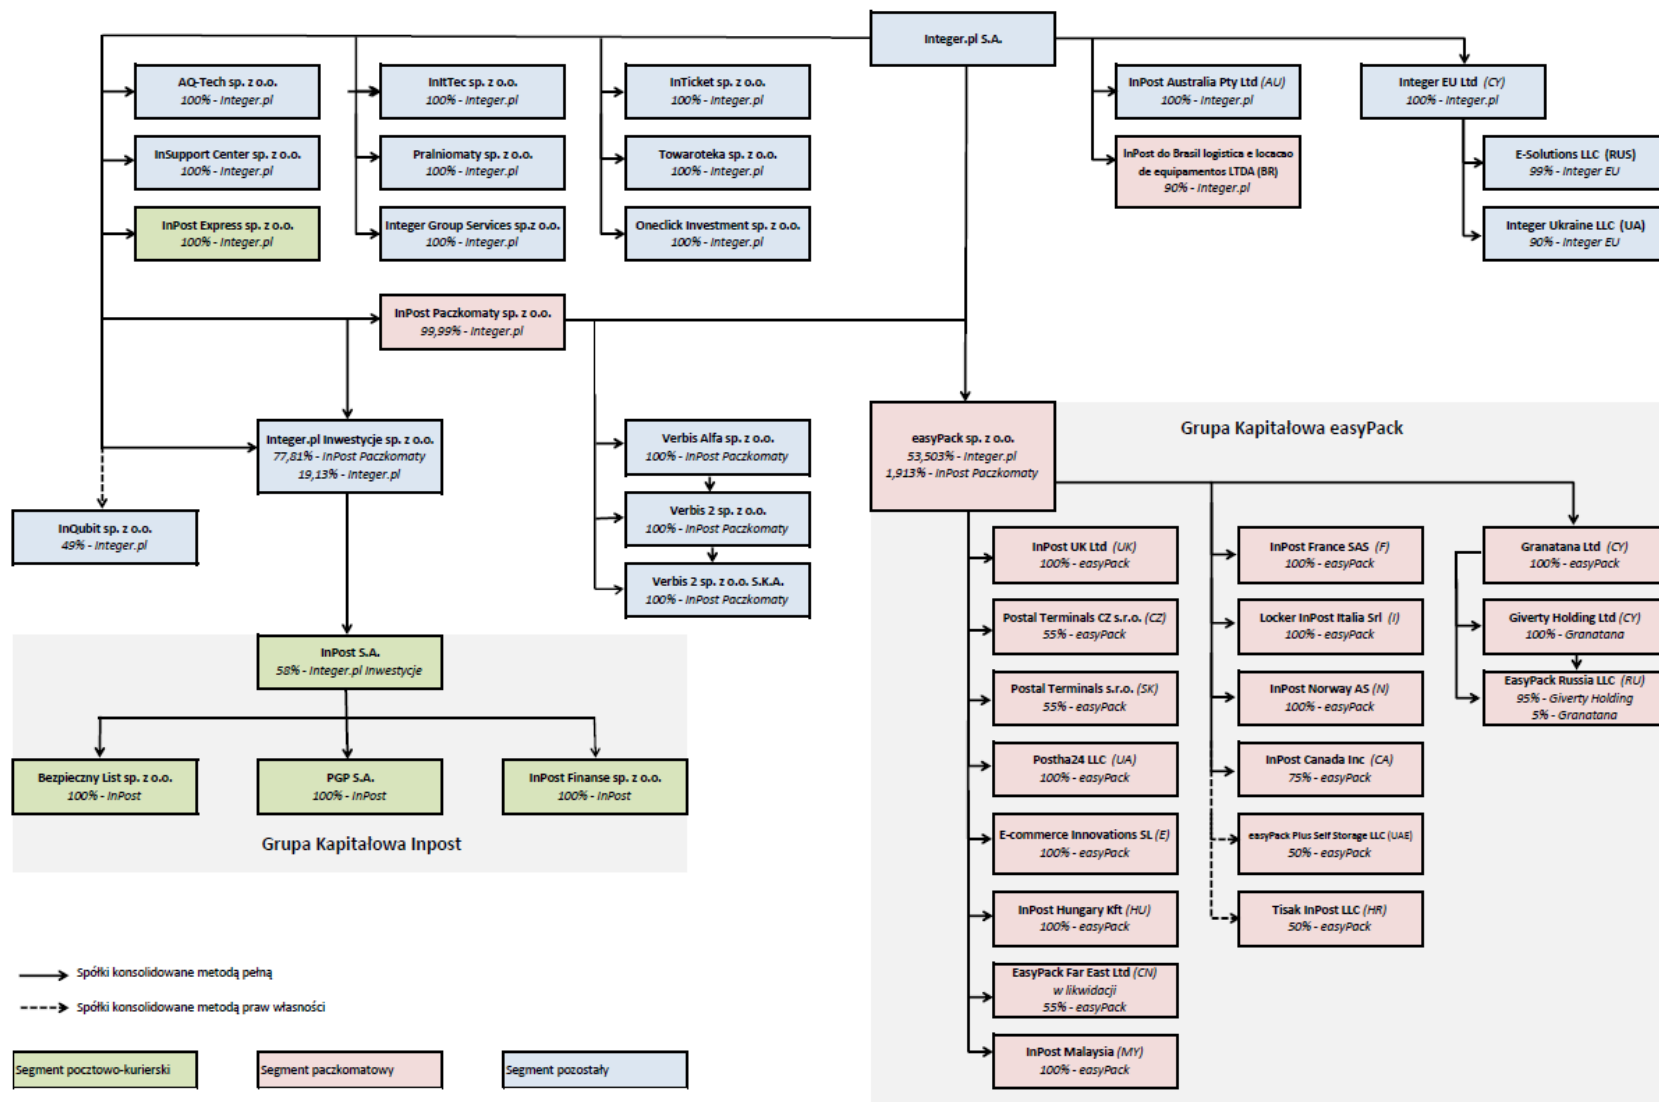 Integer.pl S.A.
AQ-Tech sp. z o.o.
100% - Integer.pl
InItTec sp. z o.o.
100% - Integer.pl
InTicket sp. z o.o.
100% - Integer.pl
InPost Australia Pty Ltd (AU)
100% - Integer.pl
Integer EU Ltd (CY)
100% - Integer.pl
InSupport Center sp. z o.o.
100% - Integer.pl
Pralniomaty sp. z o.o.
100% - Integer.pl
Towaroteka sp. z o.o.
100% - Integer.pl
InPost do Brasil logistica e locacao
de equipamentos LTDA (BR)
90% - Integer.pl
E-Solutions LLC (RUS)
99% - Integer EU
InPost Express sp. z o.o.
100% - Integer.pl
Integer Group Services sp.z o.o.
100% - Integer.pl
Oneclick Investment sp. z o.o.
100% - Integer.pl
Integer Ukraine LLC (UA)
90% - Integer EU
InPost Paczkomaty sp. z o.o.
99,99% - Integer.pl
Integer.pl Inwestycje sp. z o.o.
77,81% - InPost Paczkomaty
19,13% - Integer.pl
Verbis Alfa sp. z o.o.
100% - InPost Paczkomaty
easyPack sp. z o.o.
53,503% - Integer.pl
1,913% - InPost Paczkomaty
Grupa Kapitałowa easyPack
InQubit sp. z o.o.
49% - Integer.pl
Verbis 2 sp. z o.o.
100% - InPost Paczkomaty
Verbis 2 sp. z o.o. S.K.A.
100% - InPost Paczkomaty
InPost UK Ltd (UK)
100% - easyPack
InPost France SAS (F)
100% - easyPack
Granatana Ltd (CY)
100% - easyPack
Postal Terminals CZ s.r.o. (CZ)
55% - easyPack
Locker InPost Italia Srl (I)
100% - easyPack
Giverty Holding Ltd (CY)
100% - Granatana
InPost S.A.
58% - Integer.pl Inwestycje
Postal Terminals s.r.o. (SK)
55% - easyPack
InPost Norway AS (N)
100% - easyPack
EasyPack Russia LLC (RU)
95% - Giverty Holding
5% - Granatana
Bezpieczny List sp. z o.o.
100% - InPost
PGP S.A.
100% - InPost
InPost Finanse sp. z o.o.
100% - InPost
Postha24 LLC (UA)
100% - easyPack
InPost Canada Inc (CA)
75% - easyPack
Grupa Kapitałowa Inpost
E-commerce Innovations SL (E)
100% - easyPack
easyPack Plus Self Storage LLC (UAE)
50% - easyPack
InPost Hungary Kft (HU)
100% - easyPack
Tisak InPost LLC (HR)
50% - easyPack
EasyPack Far East Ltd (CN)
w likwidacji
55% - easyPack
InPost Malaysia (MY)
100% - easyPack
Spółki konsolidowane metodą pełną
Spółki konsolidowane metodą praw własności
Segment pocztowo-kurierski
Segment paczkomatowy
Segment pozostały